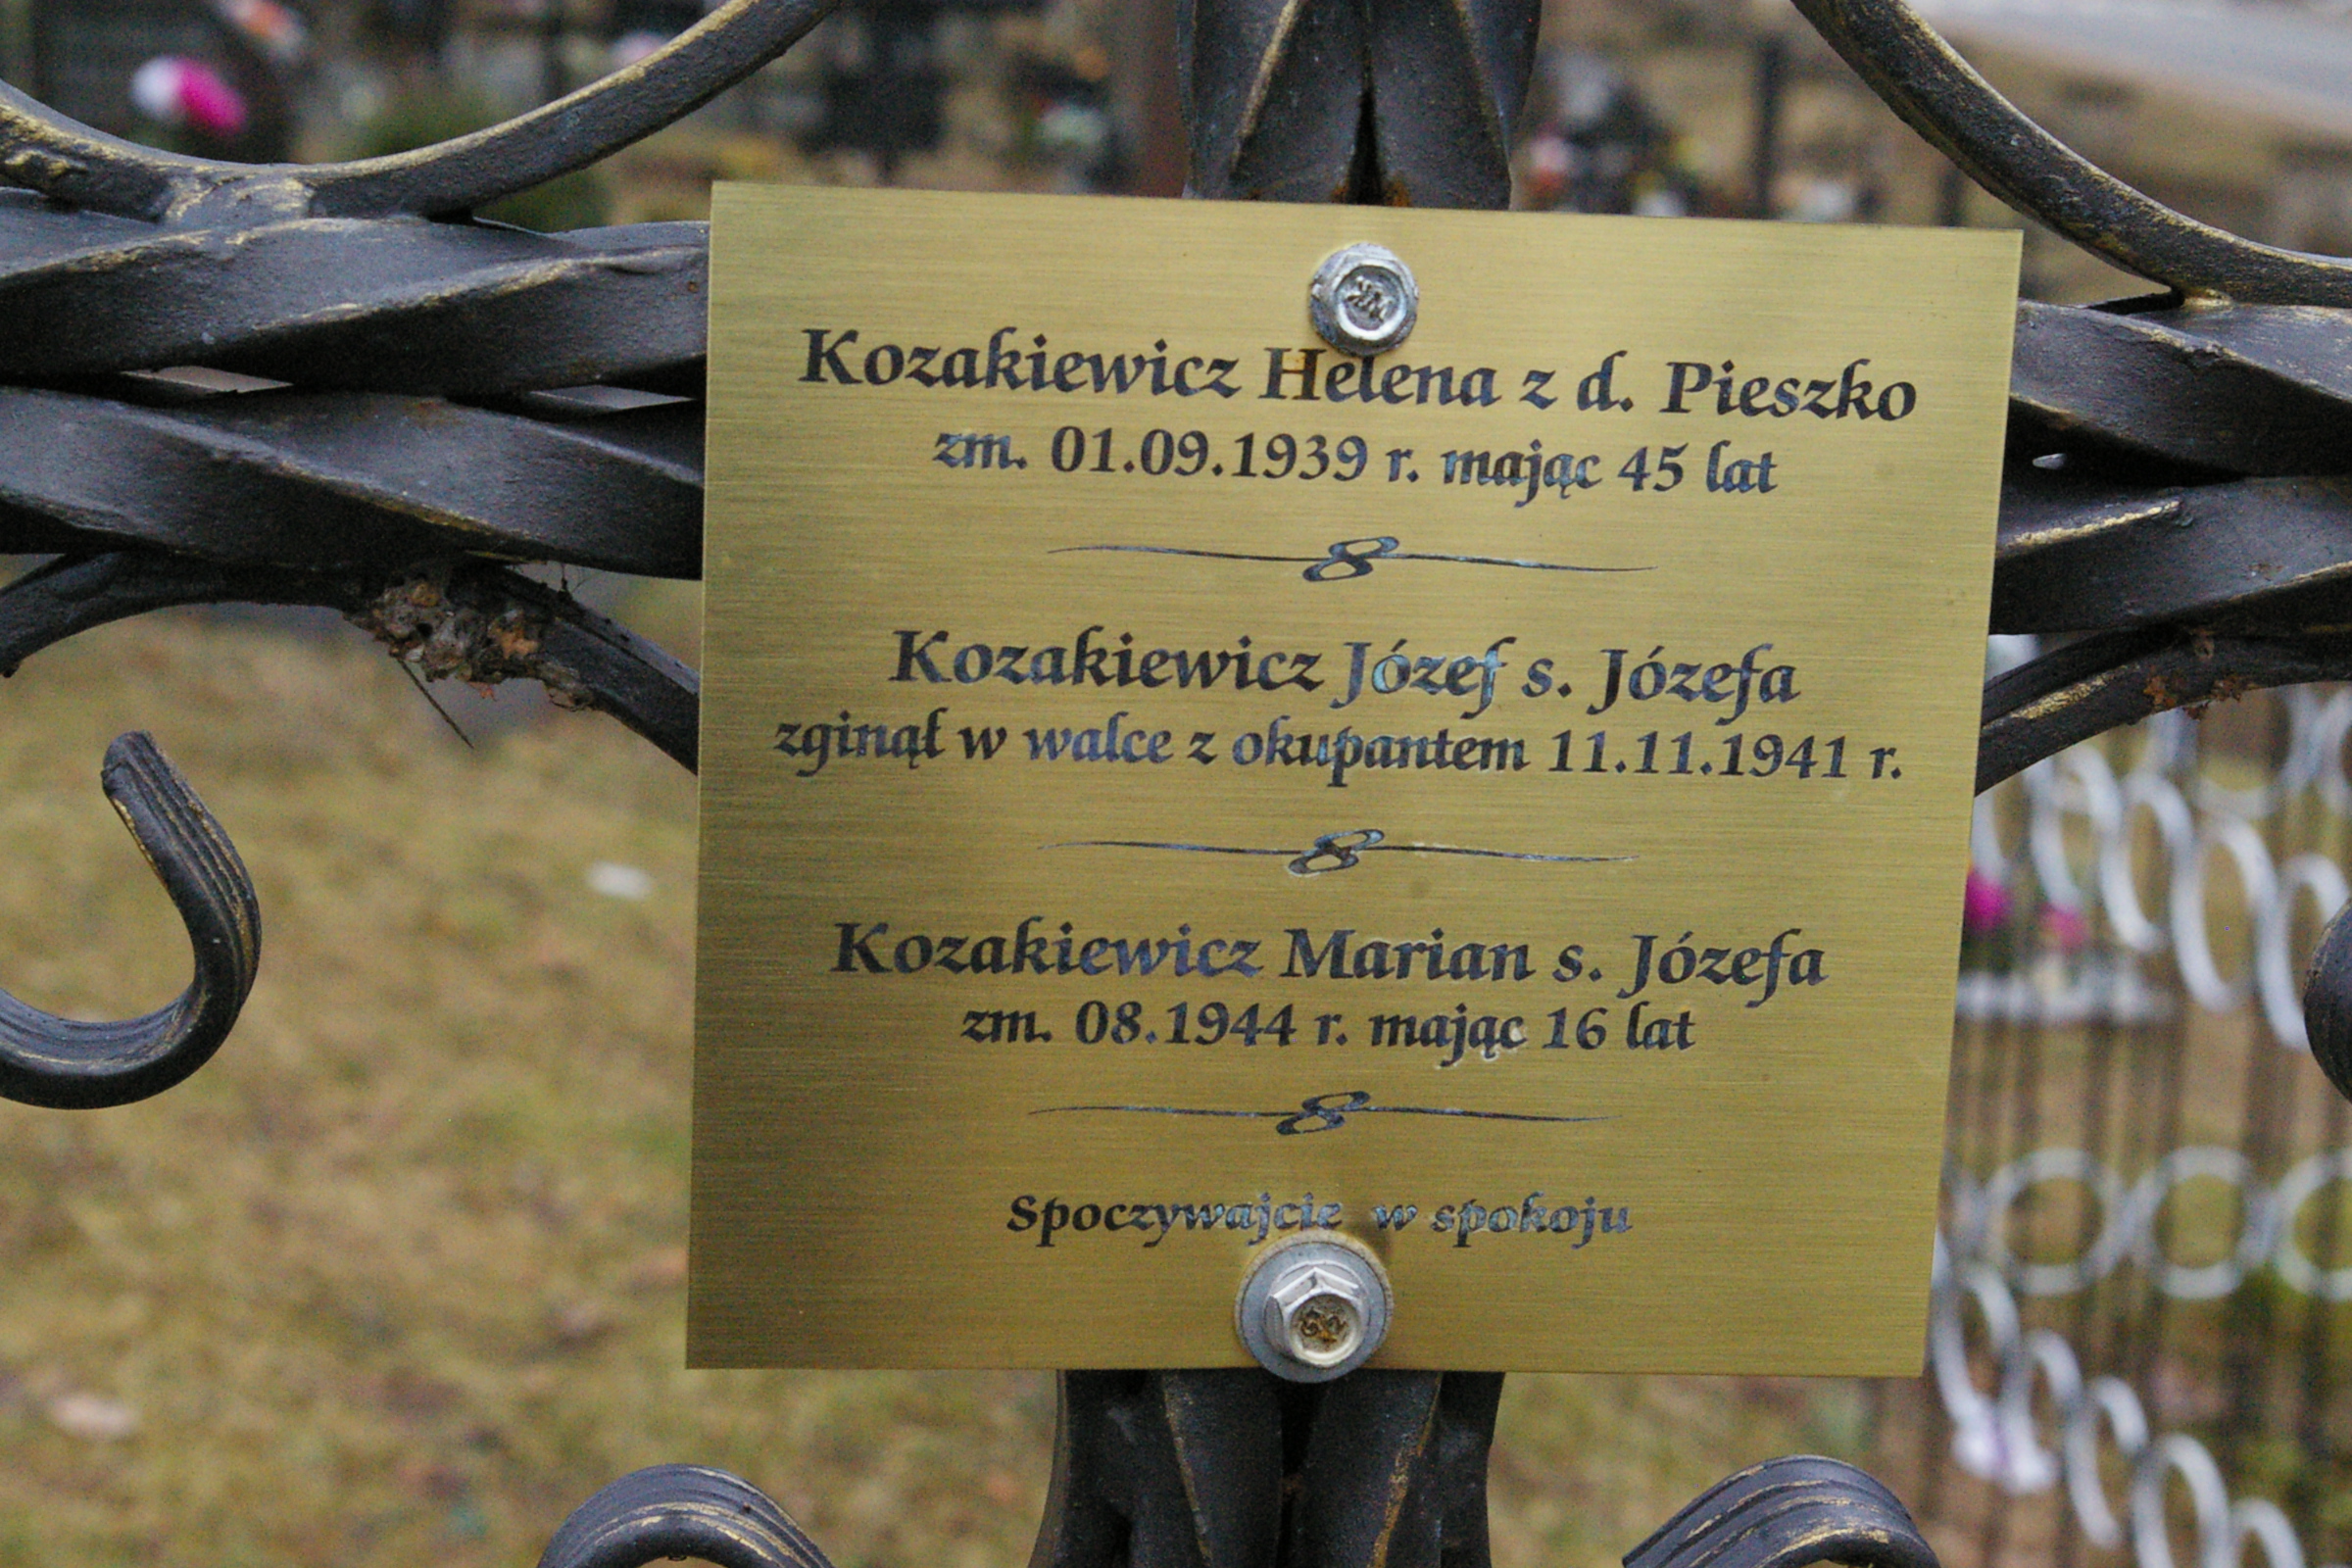 Kozakiewicz Helena z d. Pieszko
zm. 01.09.1939 r. mając 45 lat
Kozakiewicz Józef s. Józefa
zginął w walce z okupantem 11.11.1941 r.
Kozakiewicz Marian s. Józefa
zm. 08.1944 r. mając 16 lat
Spoczywajcie w spokoju